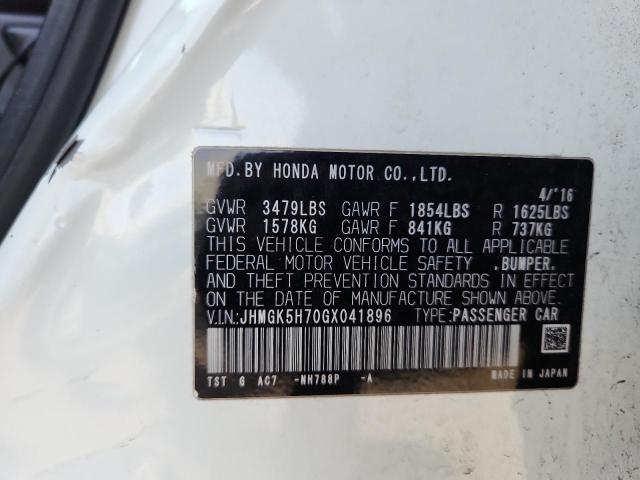 MFD.BY HONDA MOTOR CO.,LTD.
4/'16
GVWR 3479LBS GAWR F 1854LBS R 1625LBS
GVWR 1578KG GAWR F 841KG R 737KG
THIS VEHICLE CONFORMS TO ALL APPLICABLE
FEDERAL MOTOR VEHICLE SAFETY .BUMPER.
AND THEFT PREVENTION STANDARDS IN EFFECT
ON THE DATE OF MANUFACTURE SHOWN ABOVE.
V.I.N:JHMGK5H70GX041896 TYPE:PASSENGER CAR
TST G AC7 -NH788P -A
MADE IN JAPAN